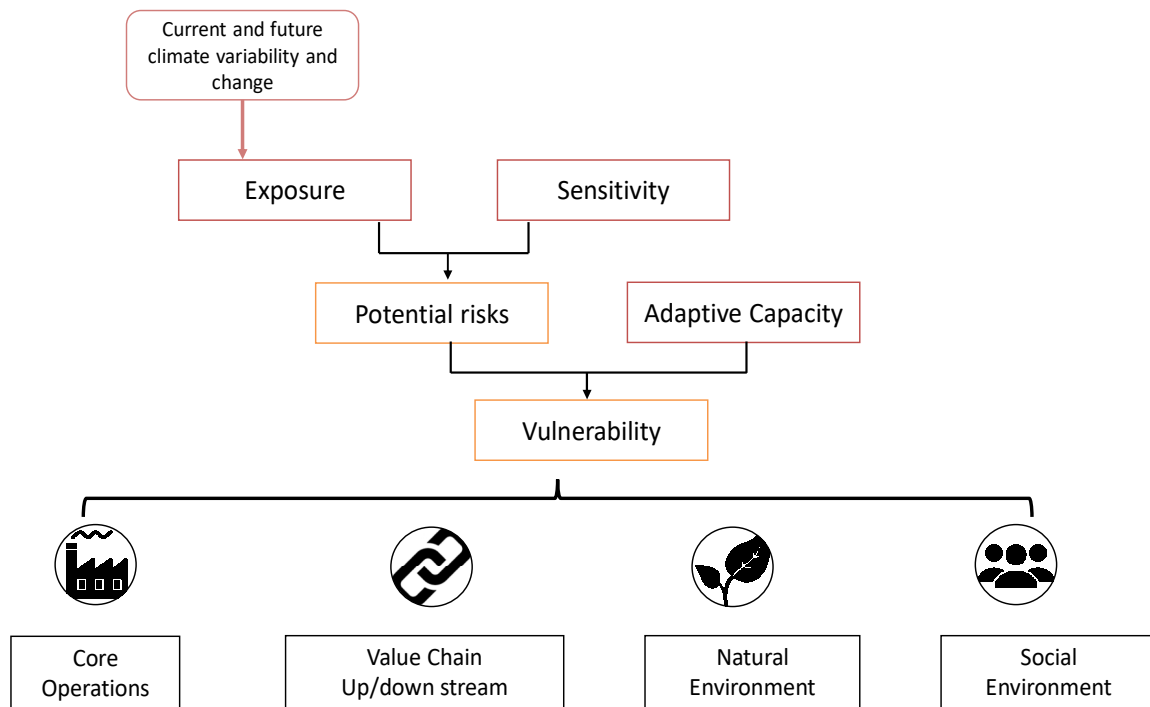 Current and future
climate variability and
change
Exposure
Sensitivity
Potential risks
Adaptive Capacity
Vulnerability
Core
Operations
Value Chain
Up/down stream
Natural
Environment
Social
Environment